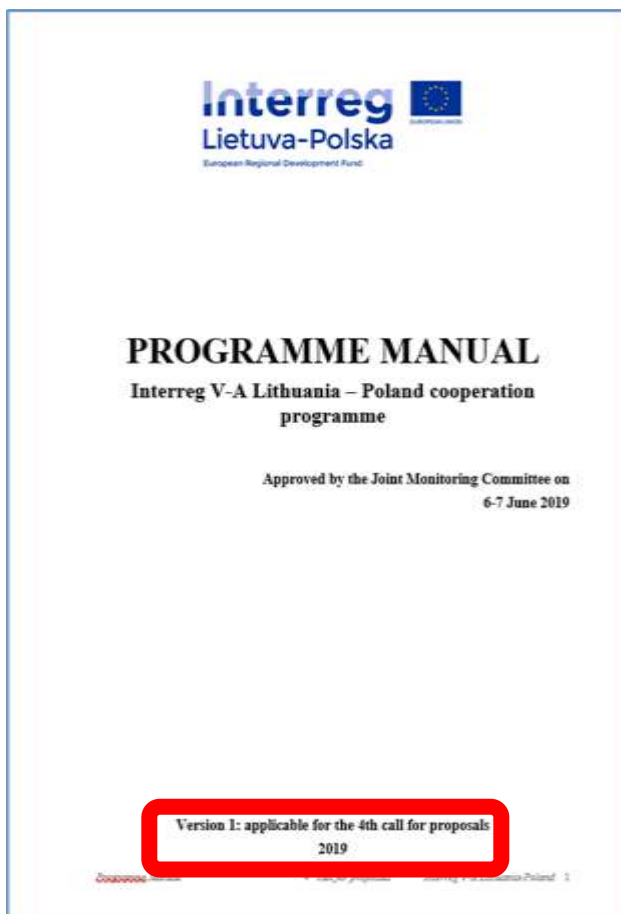 Interreg
EUROPEAN UNION
Lietuva-Polska
European Regional Development Fund
PROGRAMME MANUAL
Interreg V-A Lithuania – Poland cooperation
programme
Approved by the Joint Monitoring Committee on
6-7 June 2019
Version 1: applicable for the 4th call for proposals
2019
Interreg V-A Lithuania-Poland 1